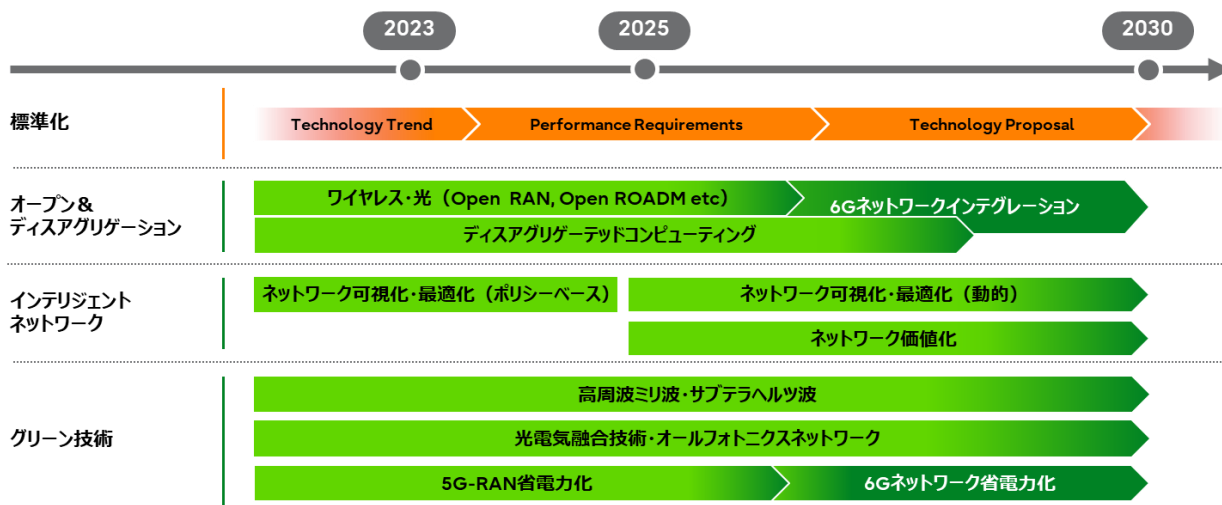 2023
2025
2030
標準化
Technology Trend
Performance Requirements
Technology Proposal
オープン＆
ディスアグリゲーション
ワイヤレス・光（Open RAN, Open ROADM etc）
6Gネットワークインテグレーション
ディスアグリゲーテッドコンピューティング
インテリジェント
ネットワーク
ネットワーク可視化・最適化（ポリシーベース）
ネットワーク可視化・最適化（動的）
ネットワーク価値化
グリーン技術
高周波ミリ波・サブテラヘルツ波
光電気融合技術・オールフォトニクスネットワーク
5G-RAN省電力化
6Gネットワーク省電力化